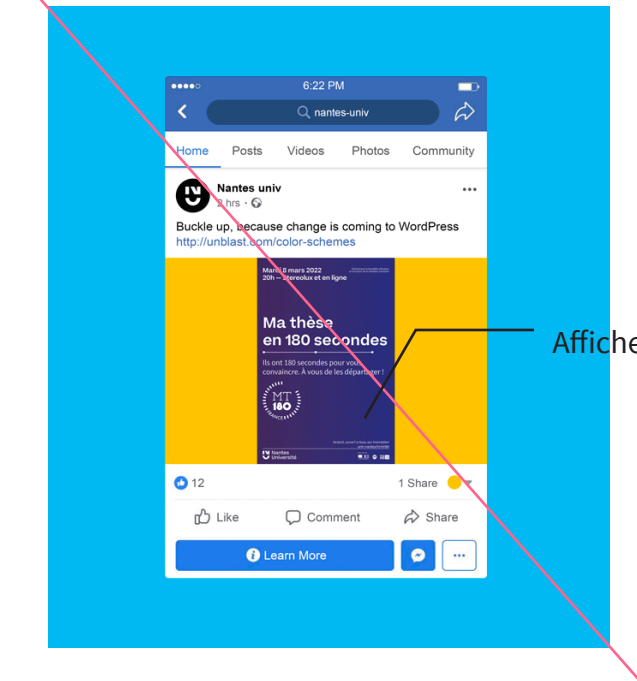 6:22 PM
nantes-univ
Home Posts Videos Photos Community
Nantes univ
2 hrs
Buckle up, because change is coming to WordPress
http://unblast.com/color-schemes
Mardi 8 mars 2022
20h — Stereolux et en ligne
Ma thèse
en 180 secondes
Ils ont 180 secondes pour vous
convaincre. À vous de les départager !
MT
180
FRANCE
Nantes
Université
Affiche
12
1 Share
Like Comment Share
Learn More